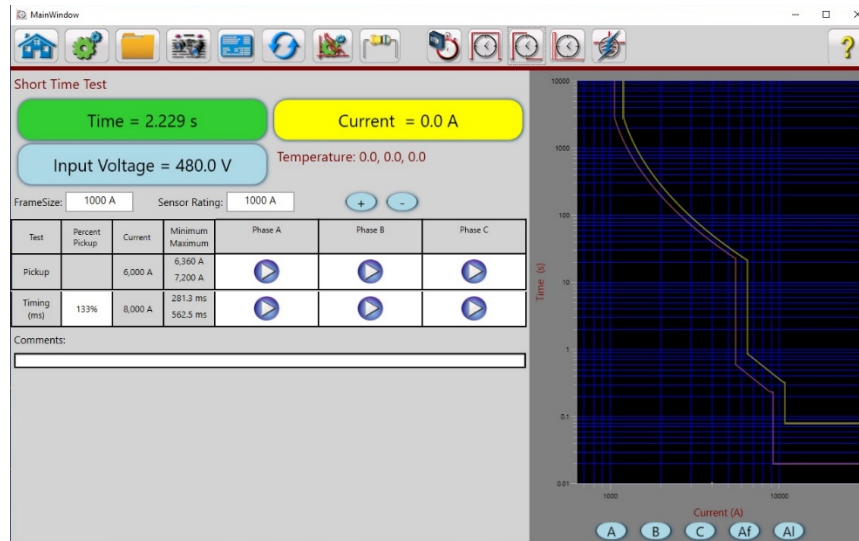 MainWindow
?
Short Time Test
Time = 2.229 s
Current = 0.0 A
Input Voltage = 480.0 V
Temperature: 0.0, 0.0, 0.0
FrameSize: 1000 A Sensor Rating: 1000 A + -
Test Percent Pickup Current Minimum Maximum Phase A Phase B Phase C
Pickup 6,000 A 6,360 A 7,200 A
Timing (ms) 133% 8,000 A 281.3 ms 562.5 ms
Comments:
10000
1000
100
10
1
0.1
0.01
Time (s)
1000 10000
Current (A)
A B C Af Al